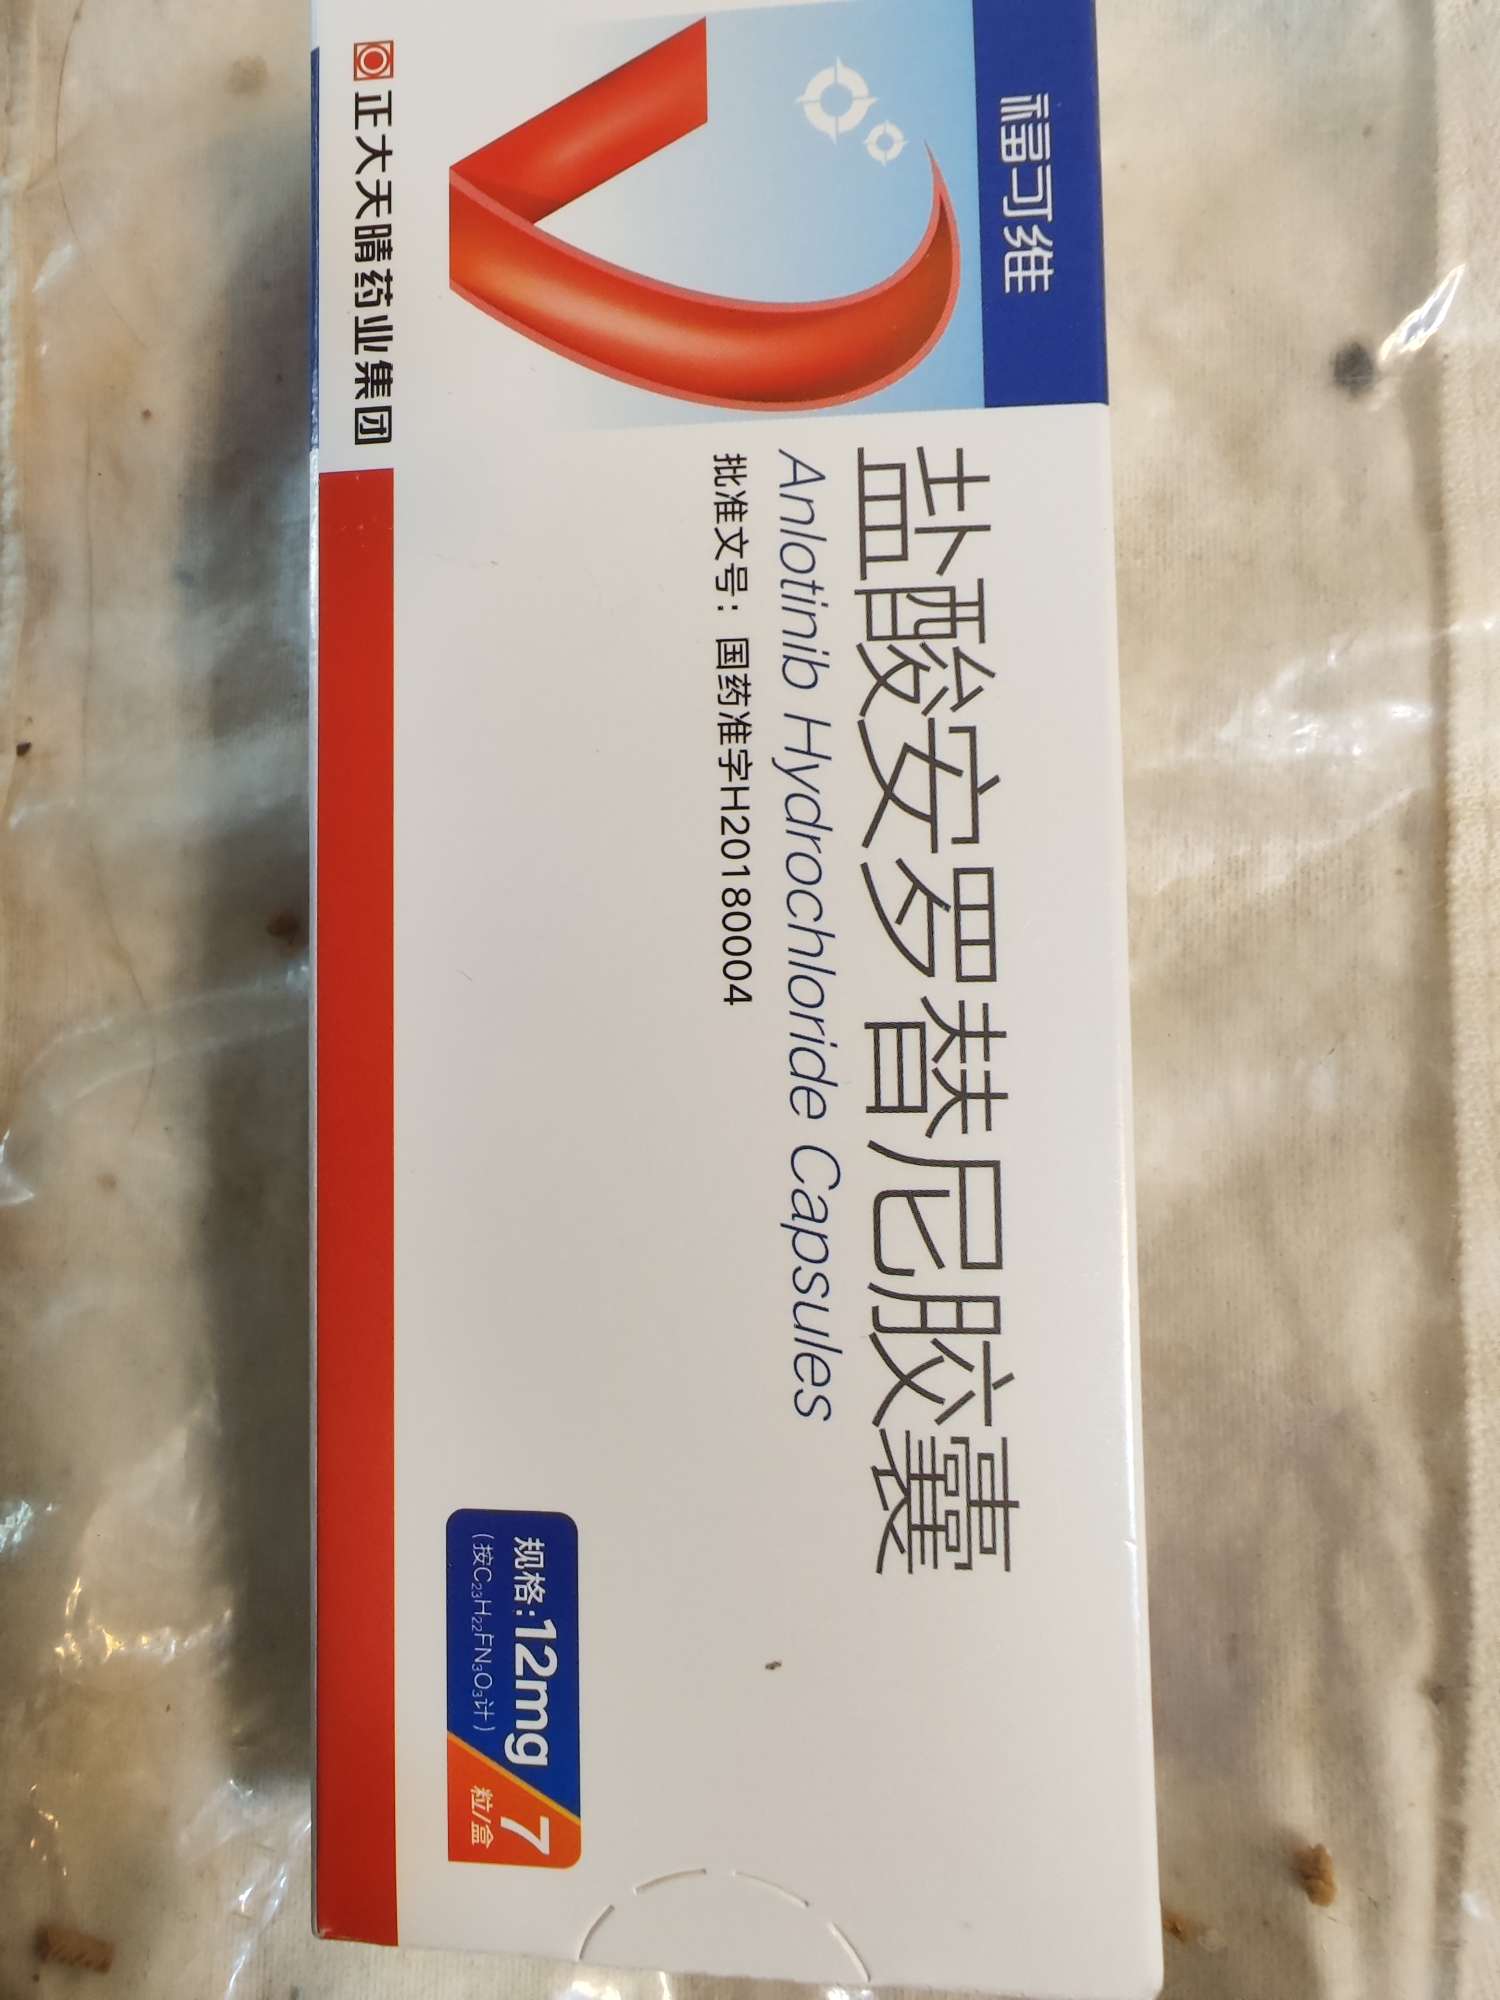 福可维
盐酸安罗替尼胶囊
Anlotinib Hydrochloride Capsules
批准文号：国药准字H20180004
规格:12mg
(按C₂₃H₂₂FN₃O₃计)
7
粒/盒
正大天晴药业集团